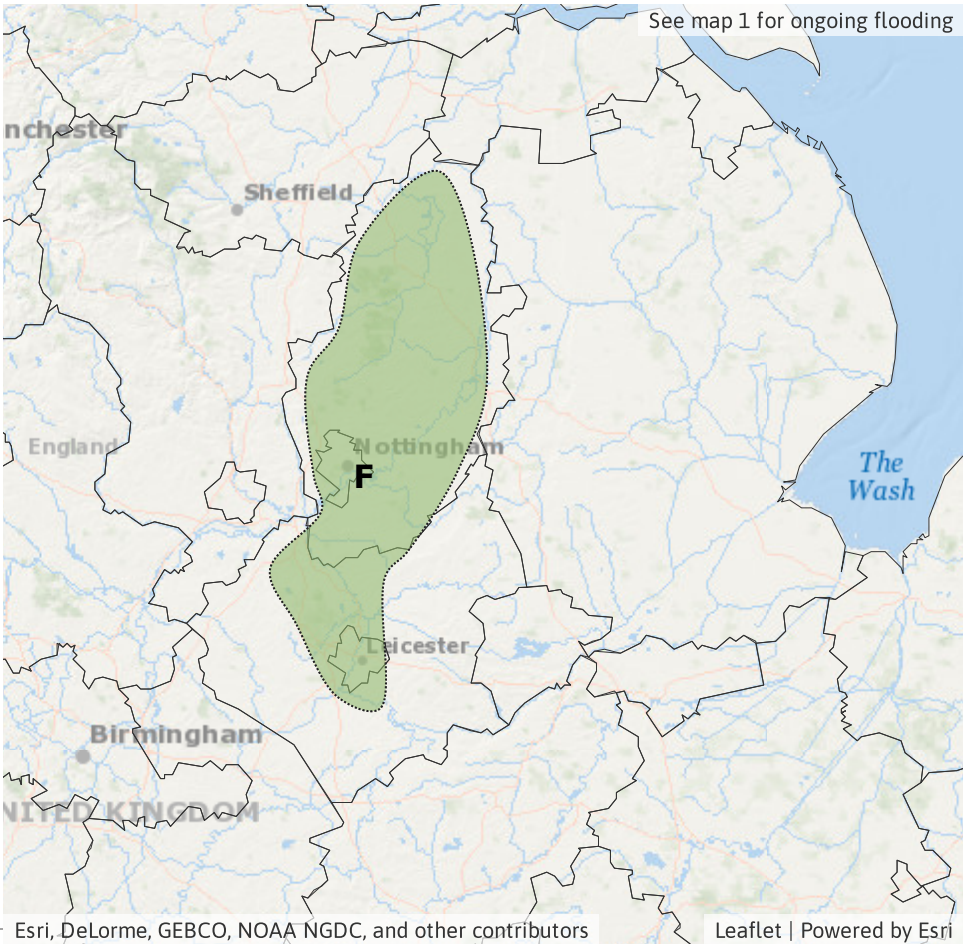 See map 1 for ongoing flooding
nchester
Sheffield
England
Nottingham
F
The
Wash
Leicester
Birmingham
NITED KINGDOM
Esri, DeLorme, GEBCO, NOAA NGDC, and other contributors
Leaflet | Powered by Esri